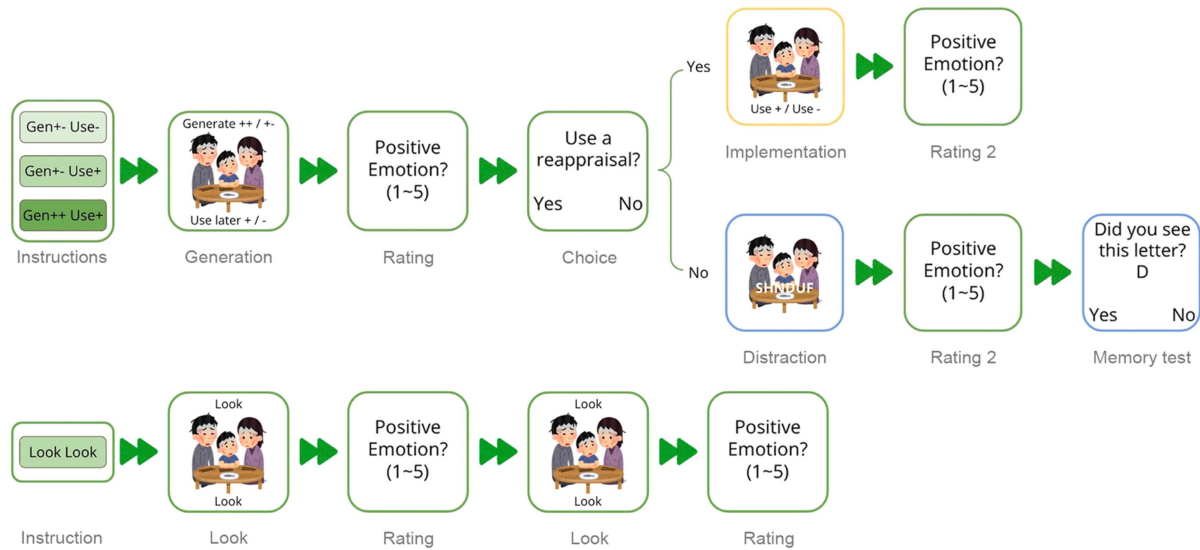 Gen+- Use-
Gen+- Use+
Gen++ Use+
Instructions
Generate ++ / +-
Use later + / -
Generation
Positive
Emotion?
(1~5)
Rating
Use a
reappraisal?
Yes No
Choice
Yes
Use + / Use -
Implementation
Positive
Emotion?
(1~5)
Rating 2
No
SHNDUF
Distraction
Positive
Emotion?
(1~5)
Rating 2
Did you see
this letter?
D
Yes No
Memory test
Look Look
Instruction
Look
Look
Look
Positive
Emotion?
(1~5)
Rating
Look
Look
Look
Positive
Emotion?
(1~5)
Rating